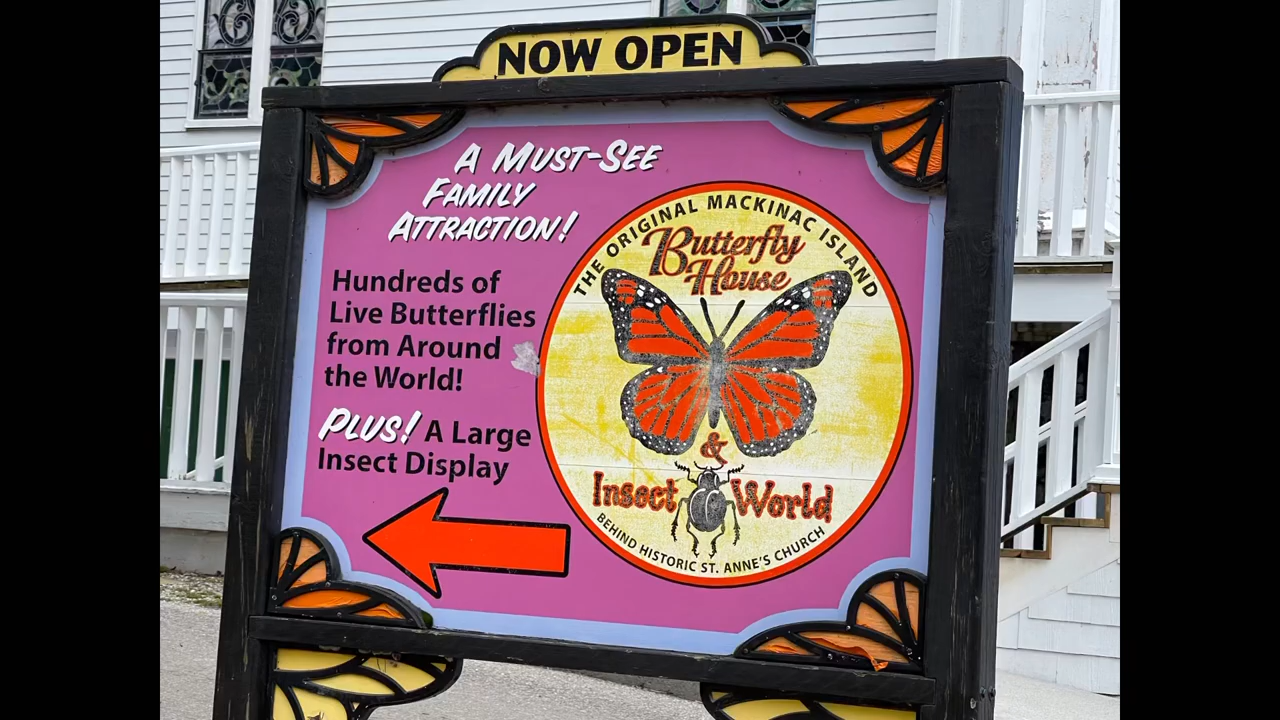 NOW OPEN
A MUST-SEE
FAMILY
ATTRACTION!
Hundreds of
Live Butterflies
from Around
the World!
PLUS! A Large
Insect Display
THE ORIGINAL MACKINAC ISLAND
Butterfly
House
&
Insect World
BEHIND HISTORIC ST. ANNE'S CHURCH